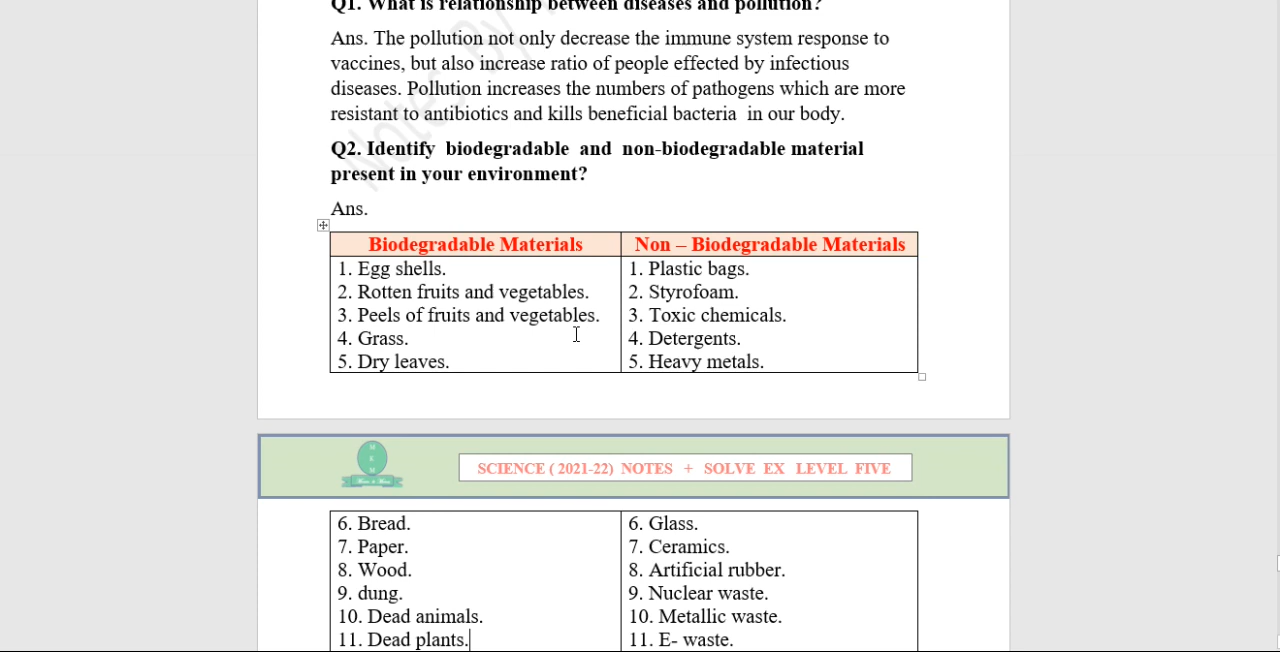 Q1. What is relationship between diseases and pollution?
Ans. The pollution not only decrease the immune system response to
vaccines, but also increase ratio of people effected by infectious
diseases. Pollution increases the numbers of pathogens which are more
resistant to antibiotics and kills beneficial bacteria in our body.
Notes By
Q2. Identify biodegradable and non-biodegradable material
present in your environment?
Ans.
Biodegradable Materials
1. Egg shells.
2. Rotten fruits and vegetables.
3. Peels of fruits and vegetables.
4. Grass.
5. Dry leaves.
Non – Biodegradable Materials
1. Plastic bags.
2. Styrofoam.
3. Toxic chemicals.
4. Detergents.
5. Heavy metals.
M
K
M
SCIENCE ( 2021-22) NOTES + SOLVE EX LEVEL FIVE
6. Bread.
7. Paper.
8. Wood.
9. dung.
10. Dead animals.
11. Dead plants.
6. Glass.
7. Ceramics.
8. Artificial rubber.
9. Nuclear waste.
10. Metallic waste.
11. E- waste.